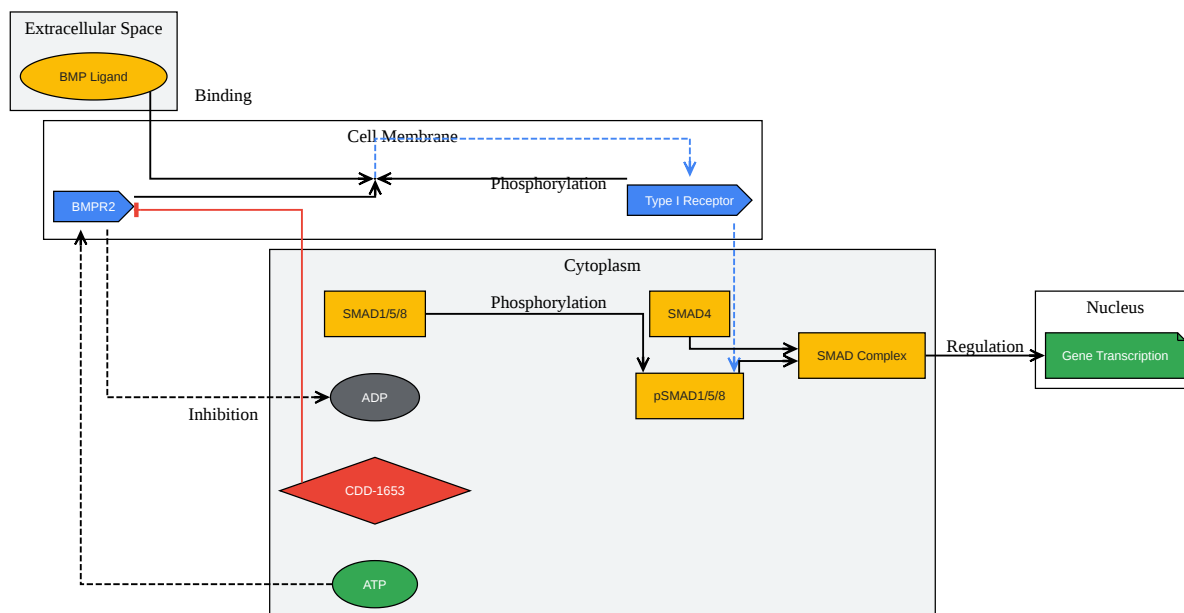 Extracellular Space
BMP Ligand
Binding
Cell Membrane
Phosphorylation
BMPR2
Type I Receptor
Cytoplasm
SMAD1/5/8
Phosphorylation
SMAD4
Nucleus
SMAD Complex
Regulation
Gene Transcription
ADP
pSMAD1/5/8
Inhibition
CDD-1653
ATP